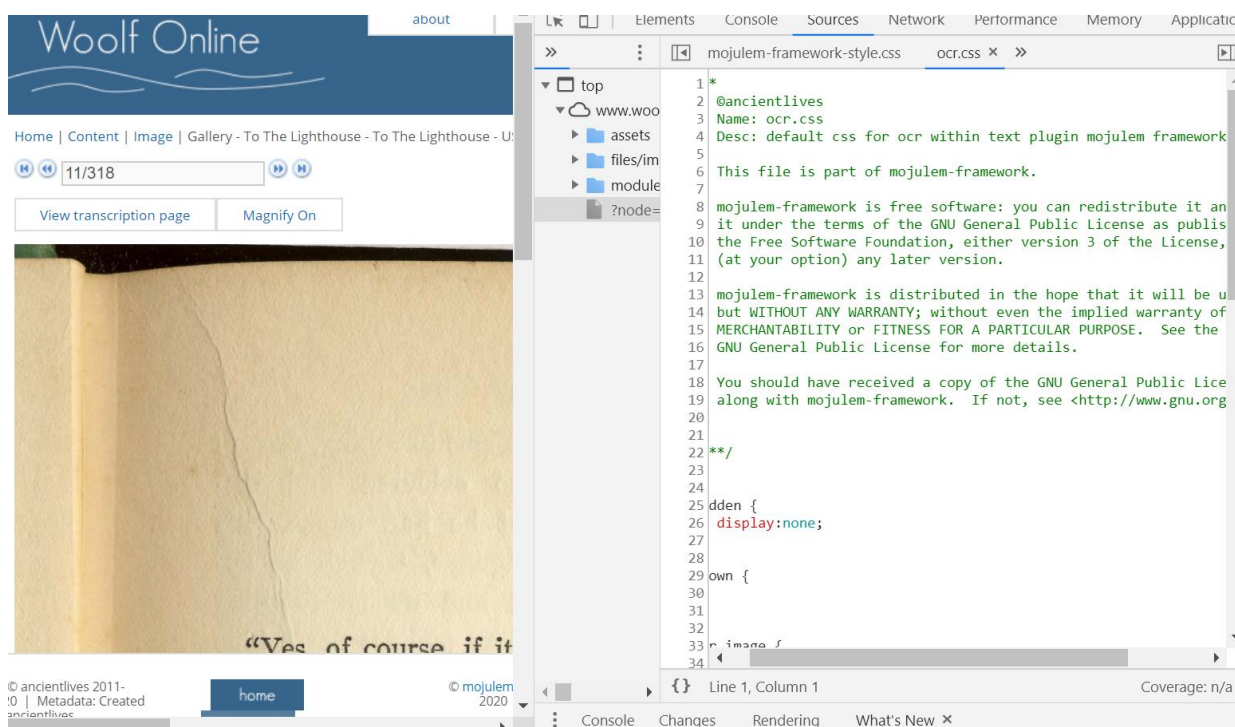 Woolf Online
about
Home | Content | Image | Gallery - To The Lighthouse - To The Lighthouse - U
11/318
View transcription page
Magnify On
"Yes, of course, if it
© ancientlives 2011-
20 | Metadata: Created
ancientlives
home
© mojulem
2020
Elements Console Sources Network Performance Memory Applicatio
mojulem-framework-style.css ocr.css × »
top
www.woo
assets
files/im
module
?node=
1 *
2 ©ancientlives
3 Name: ocr.css
4 Desc: default css for ocr within text plugin mojulem framework
5
6 This file is part of mojulem-framework.
7
8 mojulem-framework is free software: you can redistribute it an
9 it under the terms of the GNU General Public License as publis
10 the Free Software Foundation, either version 3 of the License,
11 (at your option) any later version.
12
13 mojulem-framework is distributed in the hope that it will be u
14 but WITHOUT ANY WARRANTY; without even the implied warranty of
15 MERCHANTABILITY or FITNESS FOR A PARTICULAR PURPOSE. See the
16 GNU General Public License for more details.
17
18 You should have received a copy of the GNU General Public Lice
19 along with mojulem-framework. If not, see <http://www.gnu.org
20
21
22 **/
23
24
25 dden {
26 display:none;
27
28
29 own {
30
31
32
33 r image {
34
{} Line 1, Column 1
Coverage: n/a
Console Changes Rendering What's New ×